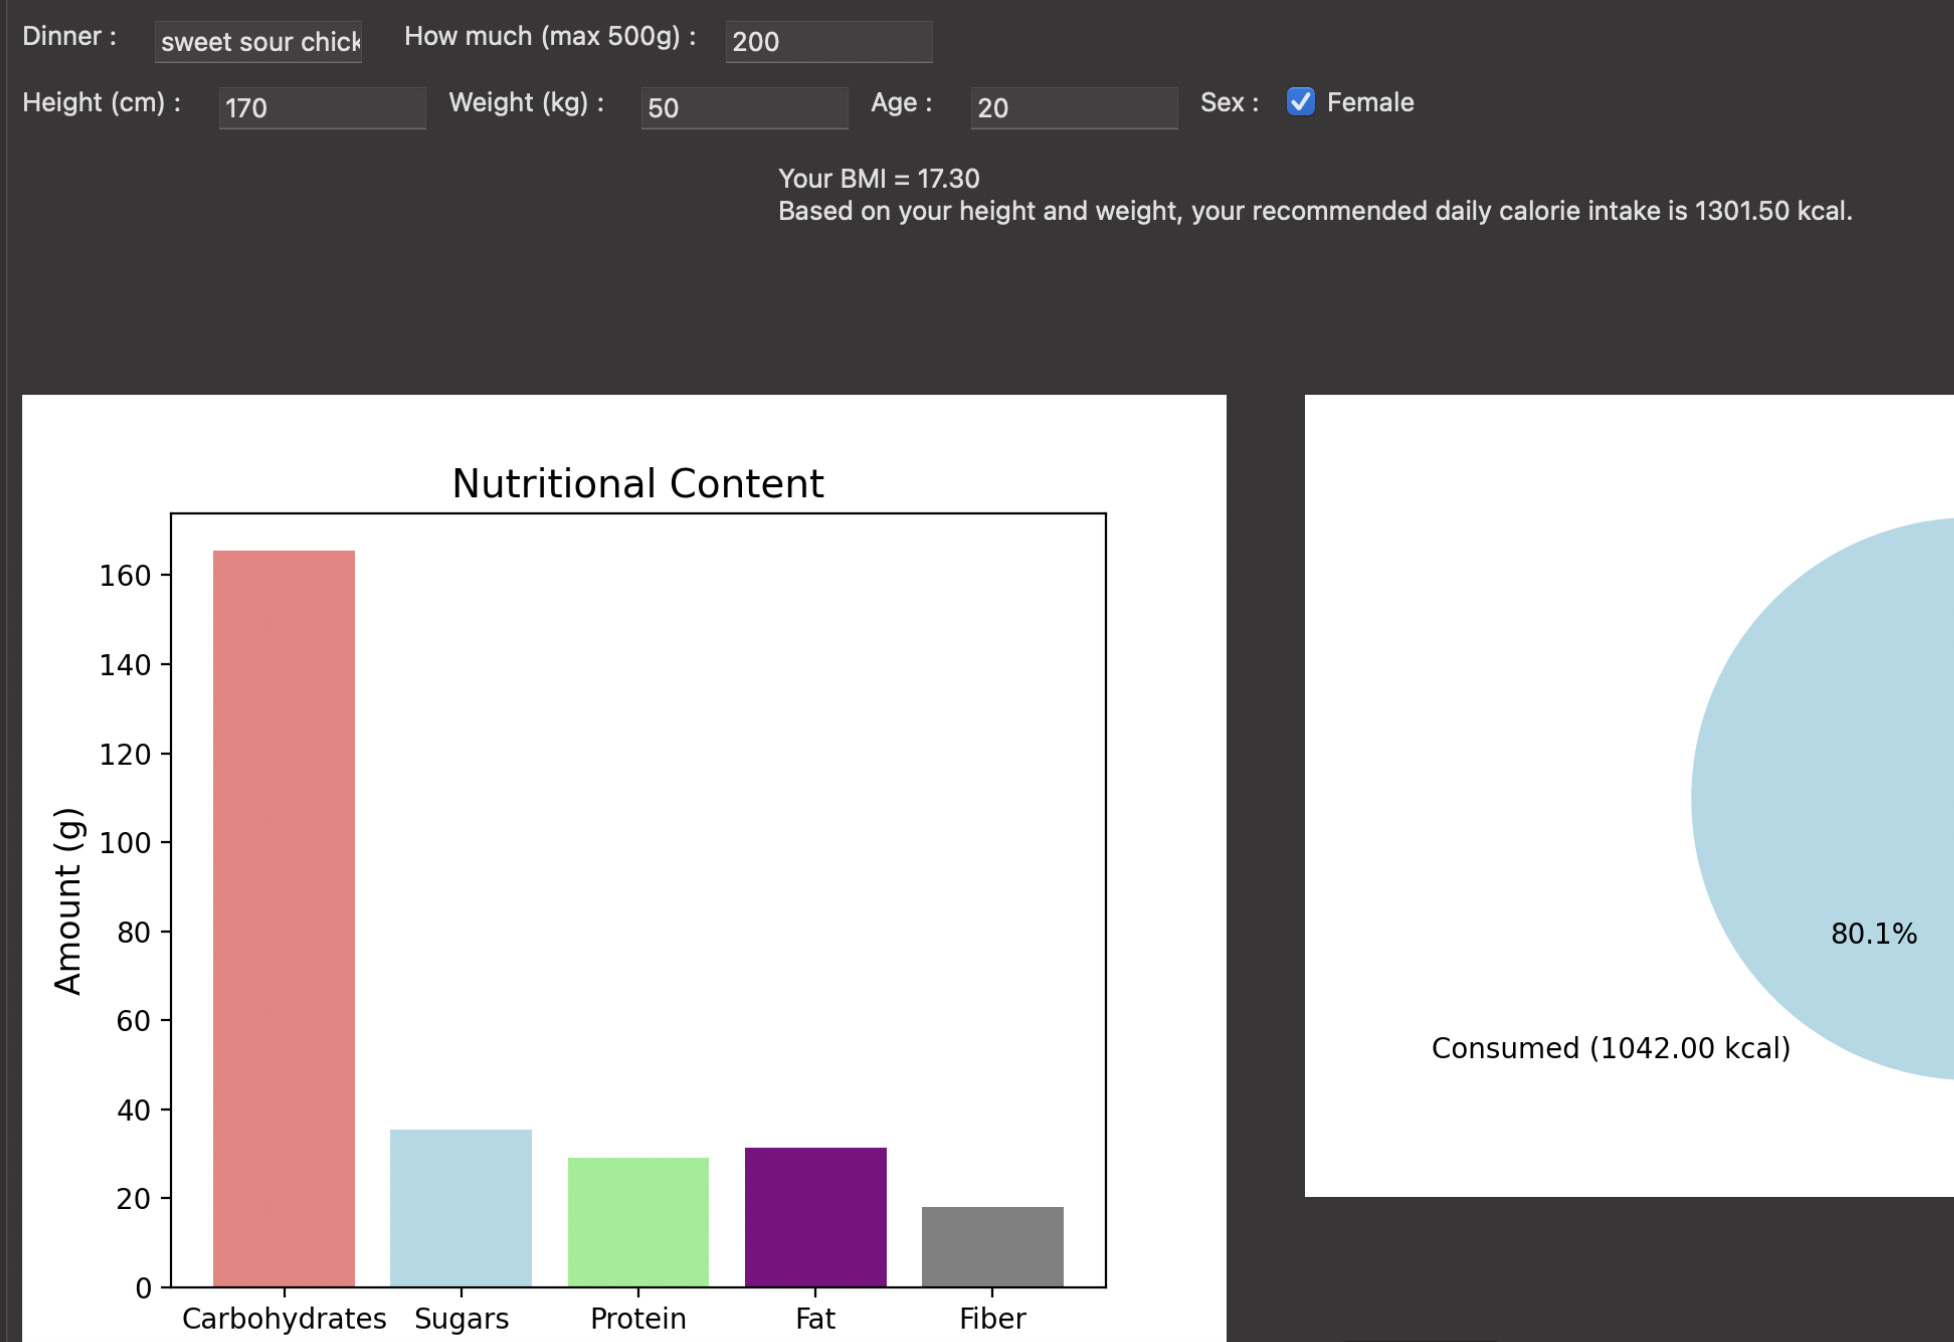 Dinner : sweet sour chick How much (max 500g) : 200
Height (cm) : 170 Weight (kg) : 50 Age : 20 Sex : Female
Your BMI = 17.30
Based on your height and weight, your recommended daily calorie intake is 1301.50 kcal.
Nutritional Content
160
140
120
100
80
60
40
20
0
Amount (g)
Carbohydrates Sugars Protein Fat Fiber
80.1%
Consumed (1042.00 kcal)